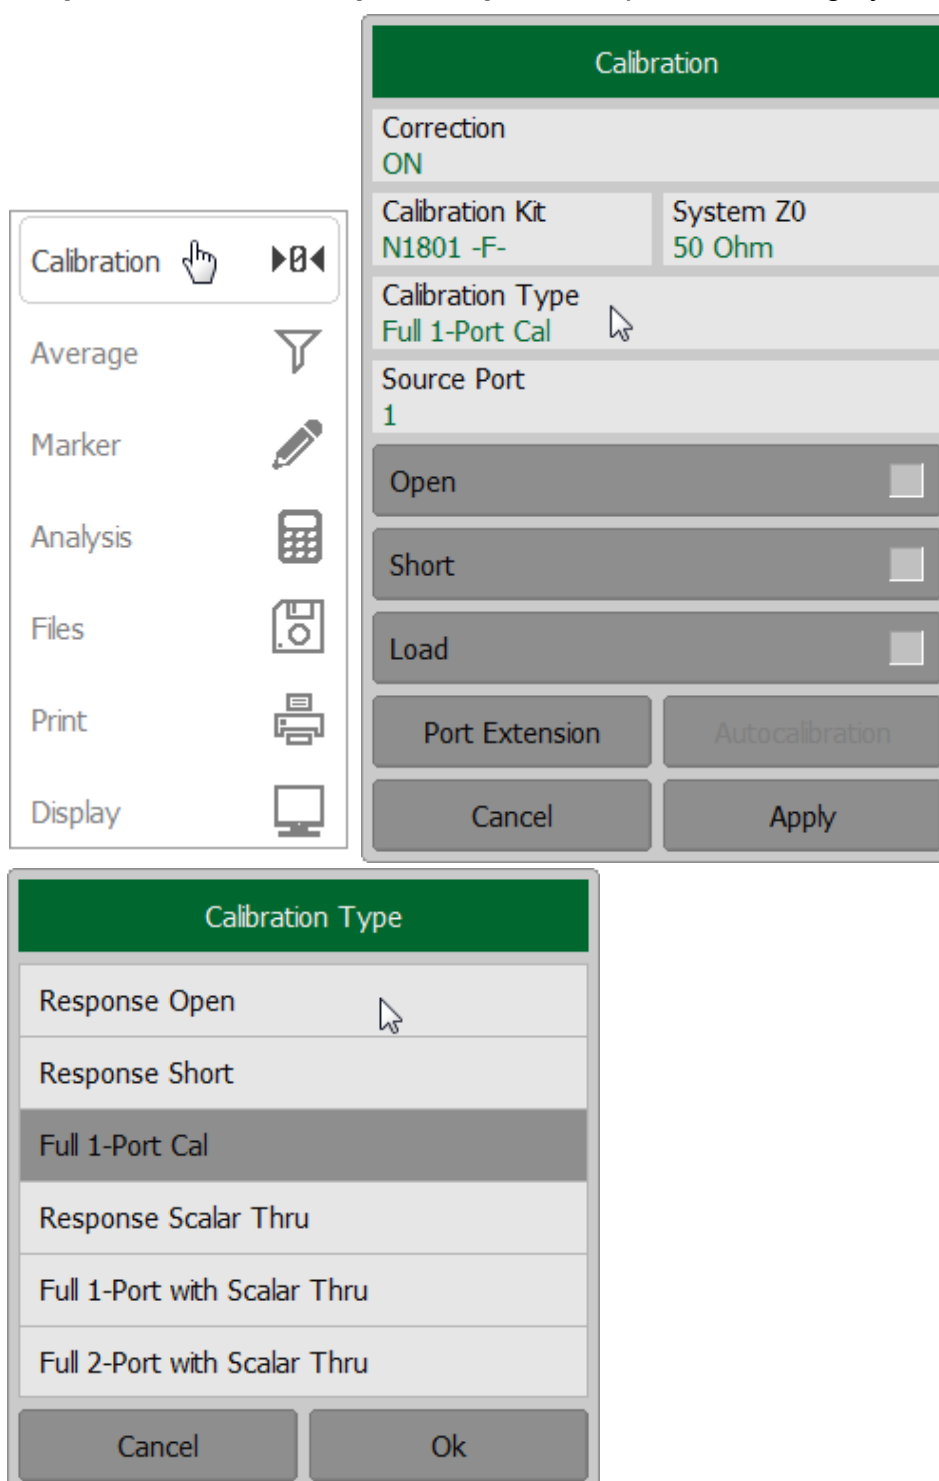 Calibration
Average
Marker
Analysis
Files
Print
Display
Calibration
Correction
ON
Calibration Kit
N1801 -F-
System Z0
50 Ohm
Calibration Type
Full 1-Port Cal
Source Port
1
Open
Short
Load
Port Extension
Autocalibration
Cancel
Apply
Calibration Type
Response Open
Response Short
Full 1-Port Cal
Response Scalar Thru
Full 1-Port with Scalar Thru
Full 2-Port with Scalar Thru
Cancel
Ok